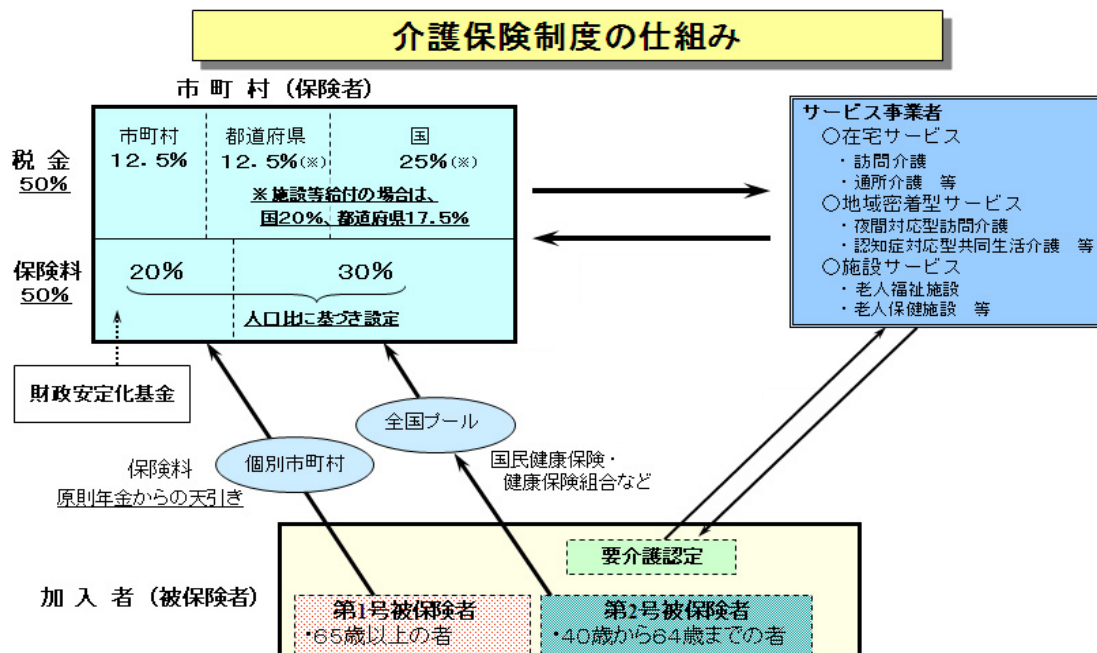 介護保険制度の仕組み
市 町 村（保険者）
市町村
12．5%
都道府県
12．5%(※)
国
25%(※)
税 金
50%
※ 施設等給付の場合は、
国20%、都道府県17.5%
保険料
50%
20%
30%
人口比に基づき設定
財政安定化基金
サービス事業者
○在宅サービス
・訪問介護
・通所介護　等
○地域密着型サービス
・夜間対応型訪問介護
・認知症対応型共同生活介護　等
○施設サービス
・老人福祉施設
・老人保健施設　等
全国プール
個別市町村
保険料
原則年金からの天引き
国民健康保険・
健康保険組合など
要介護認定
加 入 者（被保険者）
第1号被保険者
・65歳以上の者
第2号被保険者
・40歳から64歳までの者